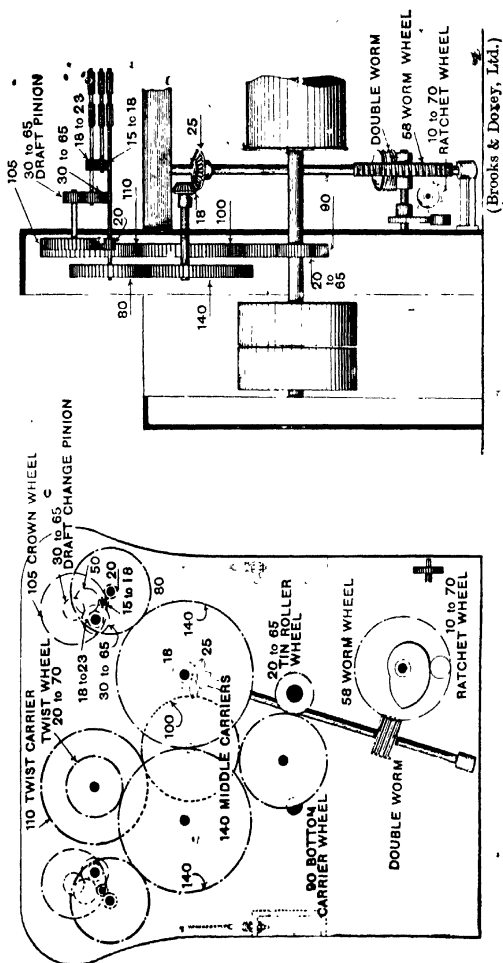 110 TWIST CARRIER
TWIST WHEEL
20 to 70
105 CROWN WHEEL
30 to 65
DRAFT CHANGE PINION
50
18 to 23
20
30 to 65
15 to 18
80
140
18
25
100
140 MIDDLE CARRIERS
140
20 to 65
TIN ROLLER
WHEEL
90 BOTTOM
CARRIER WHEEL
58 WORM WHEEL
DOUBLE WORM
10 to 70
RATCHET WHEEL
105
30 to 65
DRAFT PINION
30 to 65
18 to 23
15 to 18
20
110
80
140
100
18
25
20
to
65
90
DOUBLE WORM
58 WORM WHEEL
10 to 70
RATCHET WHEEL
(Brooks & Doxey, Ltd.)